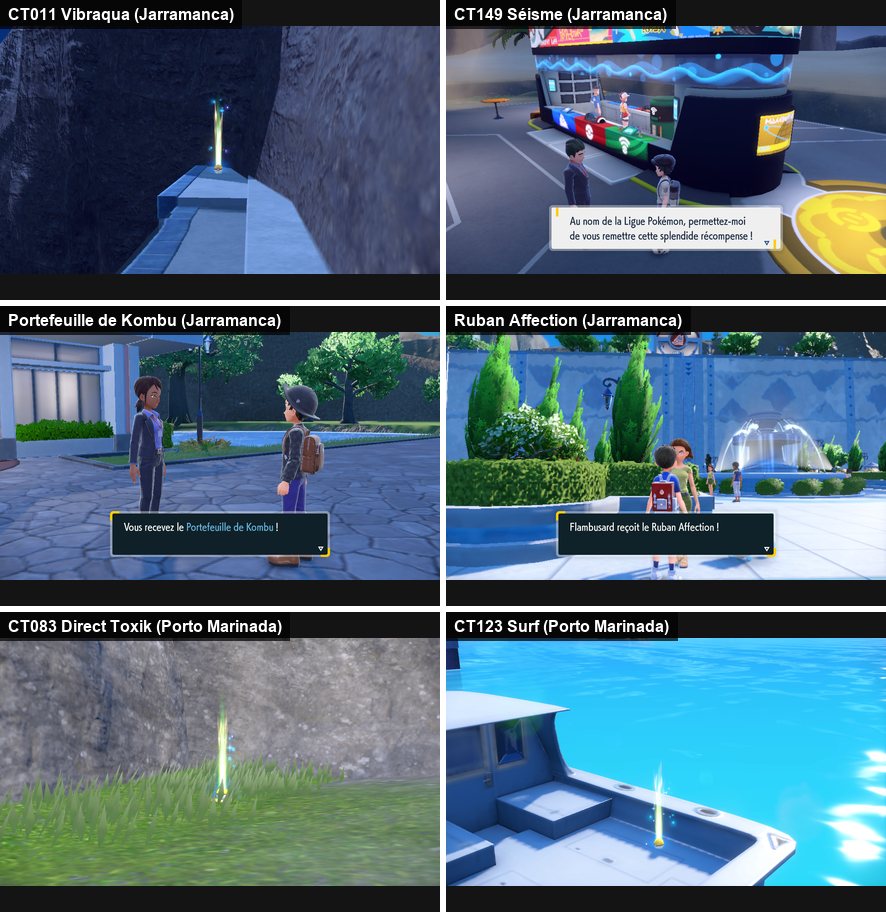 CT011 Vibraqua (Jarramanca)
CT149 Séisme (Jarramanca)
Au nom de la Ligue Pokémon, permettez-moi
de vous remettre cette splendide récompense !
Portefeuille de Kombu (Jarramanca)
Ruban Affection (Jarramanca)
Vous recevez le Portefeuille de Kombu !
Flambusard reçoit le Ruban Affection !
CT083 Direct Toxik (Porto Marinada)
CT123 Surf (Porto Marinada)